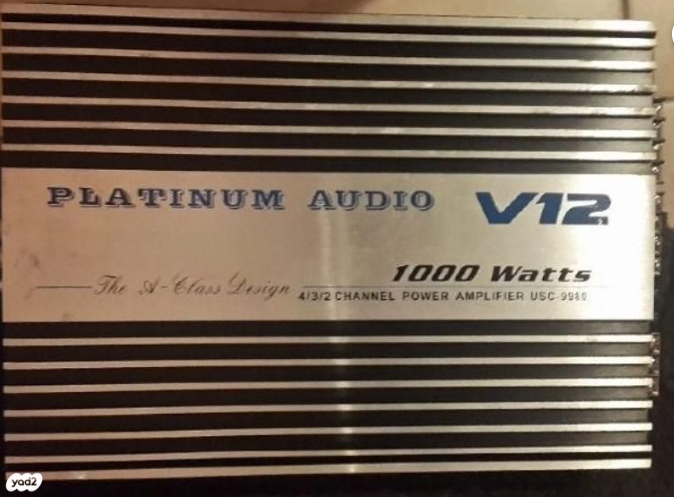 PLATINUM AUDIO V12
1000 Watts
The A-Class Design
4/3/2 CHANNEL POWER AMPLIFIER USC-9980
yad2